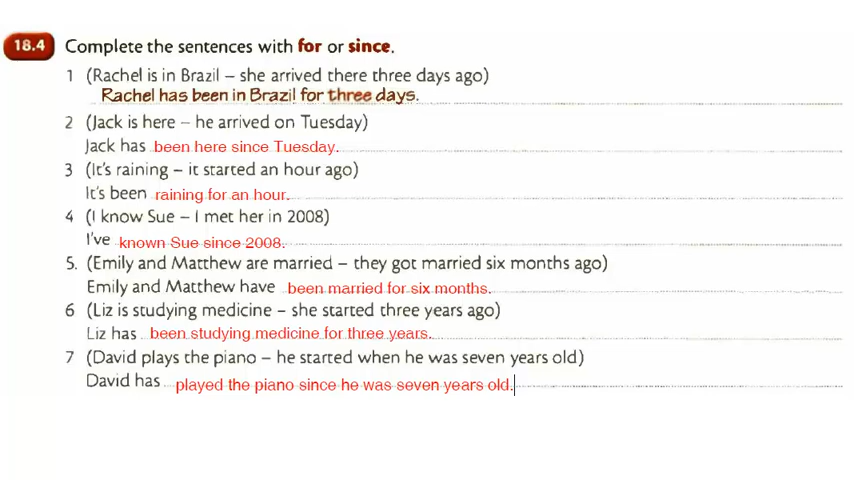 18.4 Complete the sentences with for or since.
1 (Rachel is in Brazil – she arrived there three days ago)
Rachel has been in Brazil for three days.
2 (Jack is here – he arrived on Tuesday)
Jack has been here since Tuesday.
3 (It's raining – it started an hour ago)
It's been raining for an hour.
4 (I know Sue – I met her in 2008)
I've known Sue since 2008.
5. (Emily and Matthew are married – they got married six months ago)
Emily and Matthew have been married for six months.
6 (Liz is studying medicine – she started three years ago)
Liz has been studying medicine for three years.
7 (David plays the piano – he started when he was seven years old)
David has played the piano since he was seven years old.